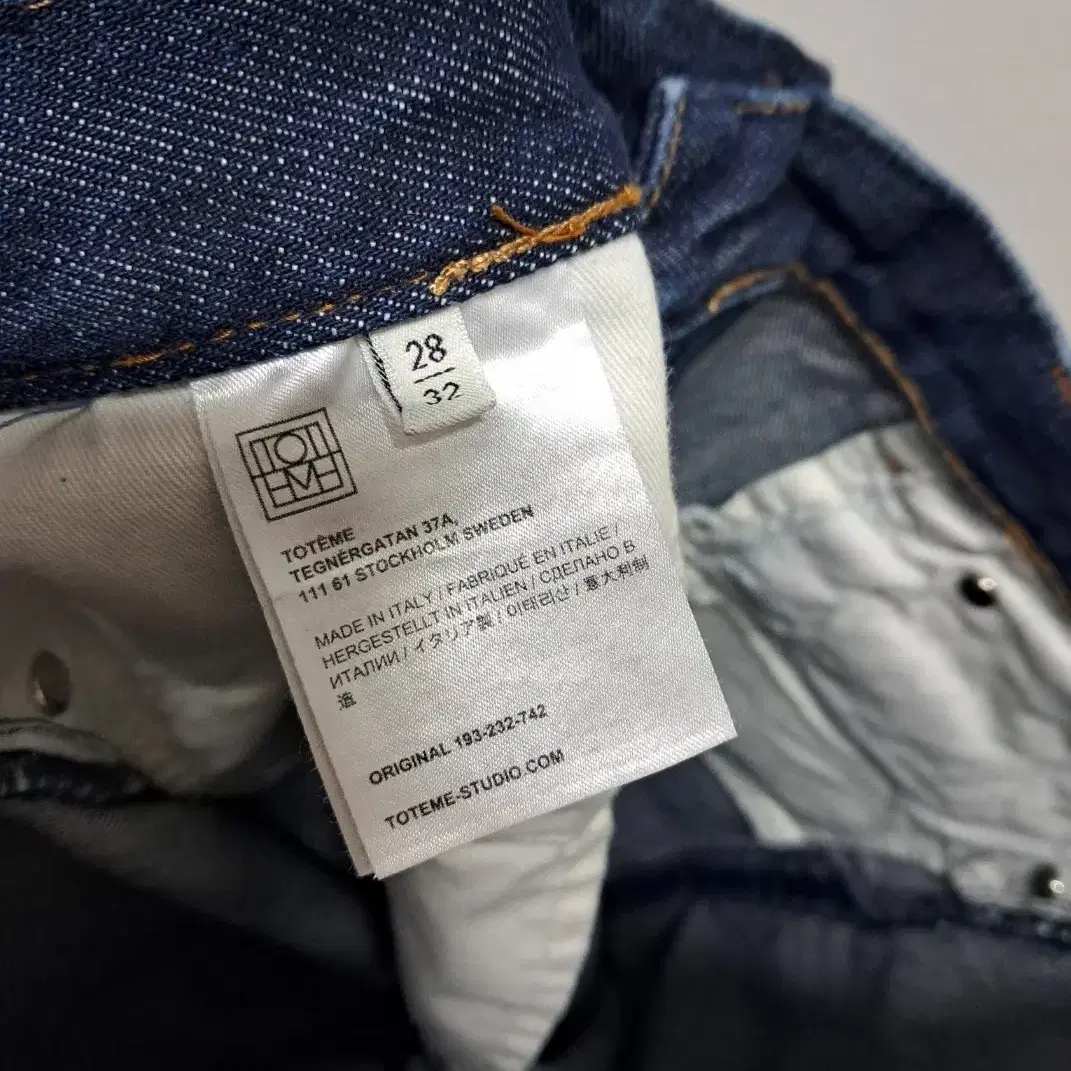 28
32
TOTEME
TOTÊME
TEGNÉRGATAN 37A,
111 61 STOCKHOLM SWEDEN
MADE IN ITALY / FABRIQUÉ EN ITALIE /
HERGESTELLT IN ITALIEN / СДЕЛАНО В
ИТАЛИИ / イタリア製 / 이태리산 / 意大利制
造
ORIGINAL 193-232-742
TOTEME-STUDIO.COM